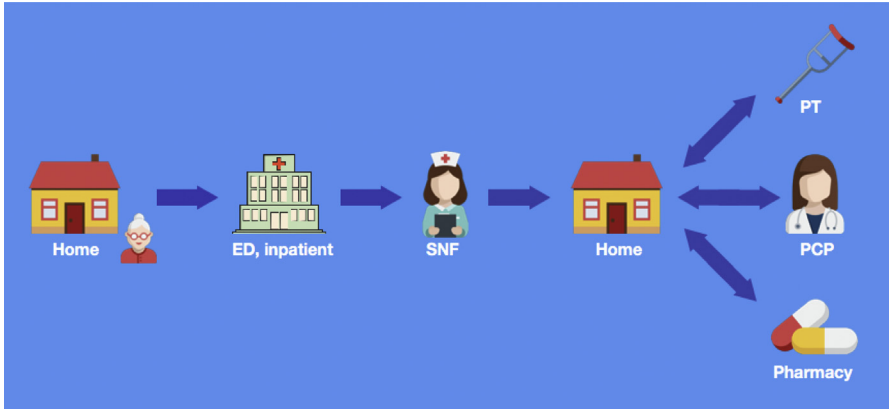 Home
ED, inpatient
SNF
Home
PT
PCP
Pharmacy